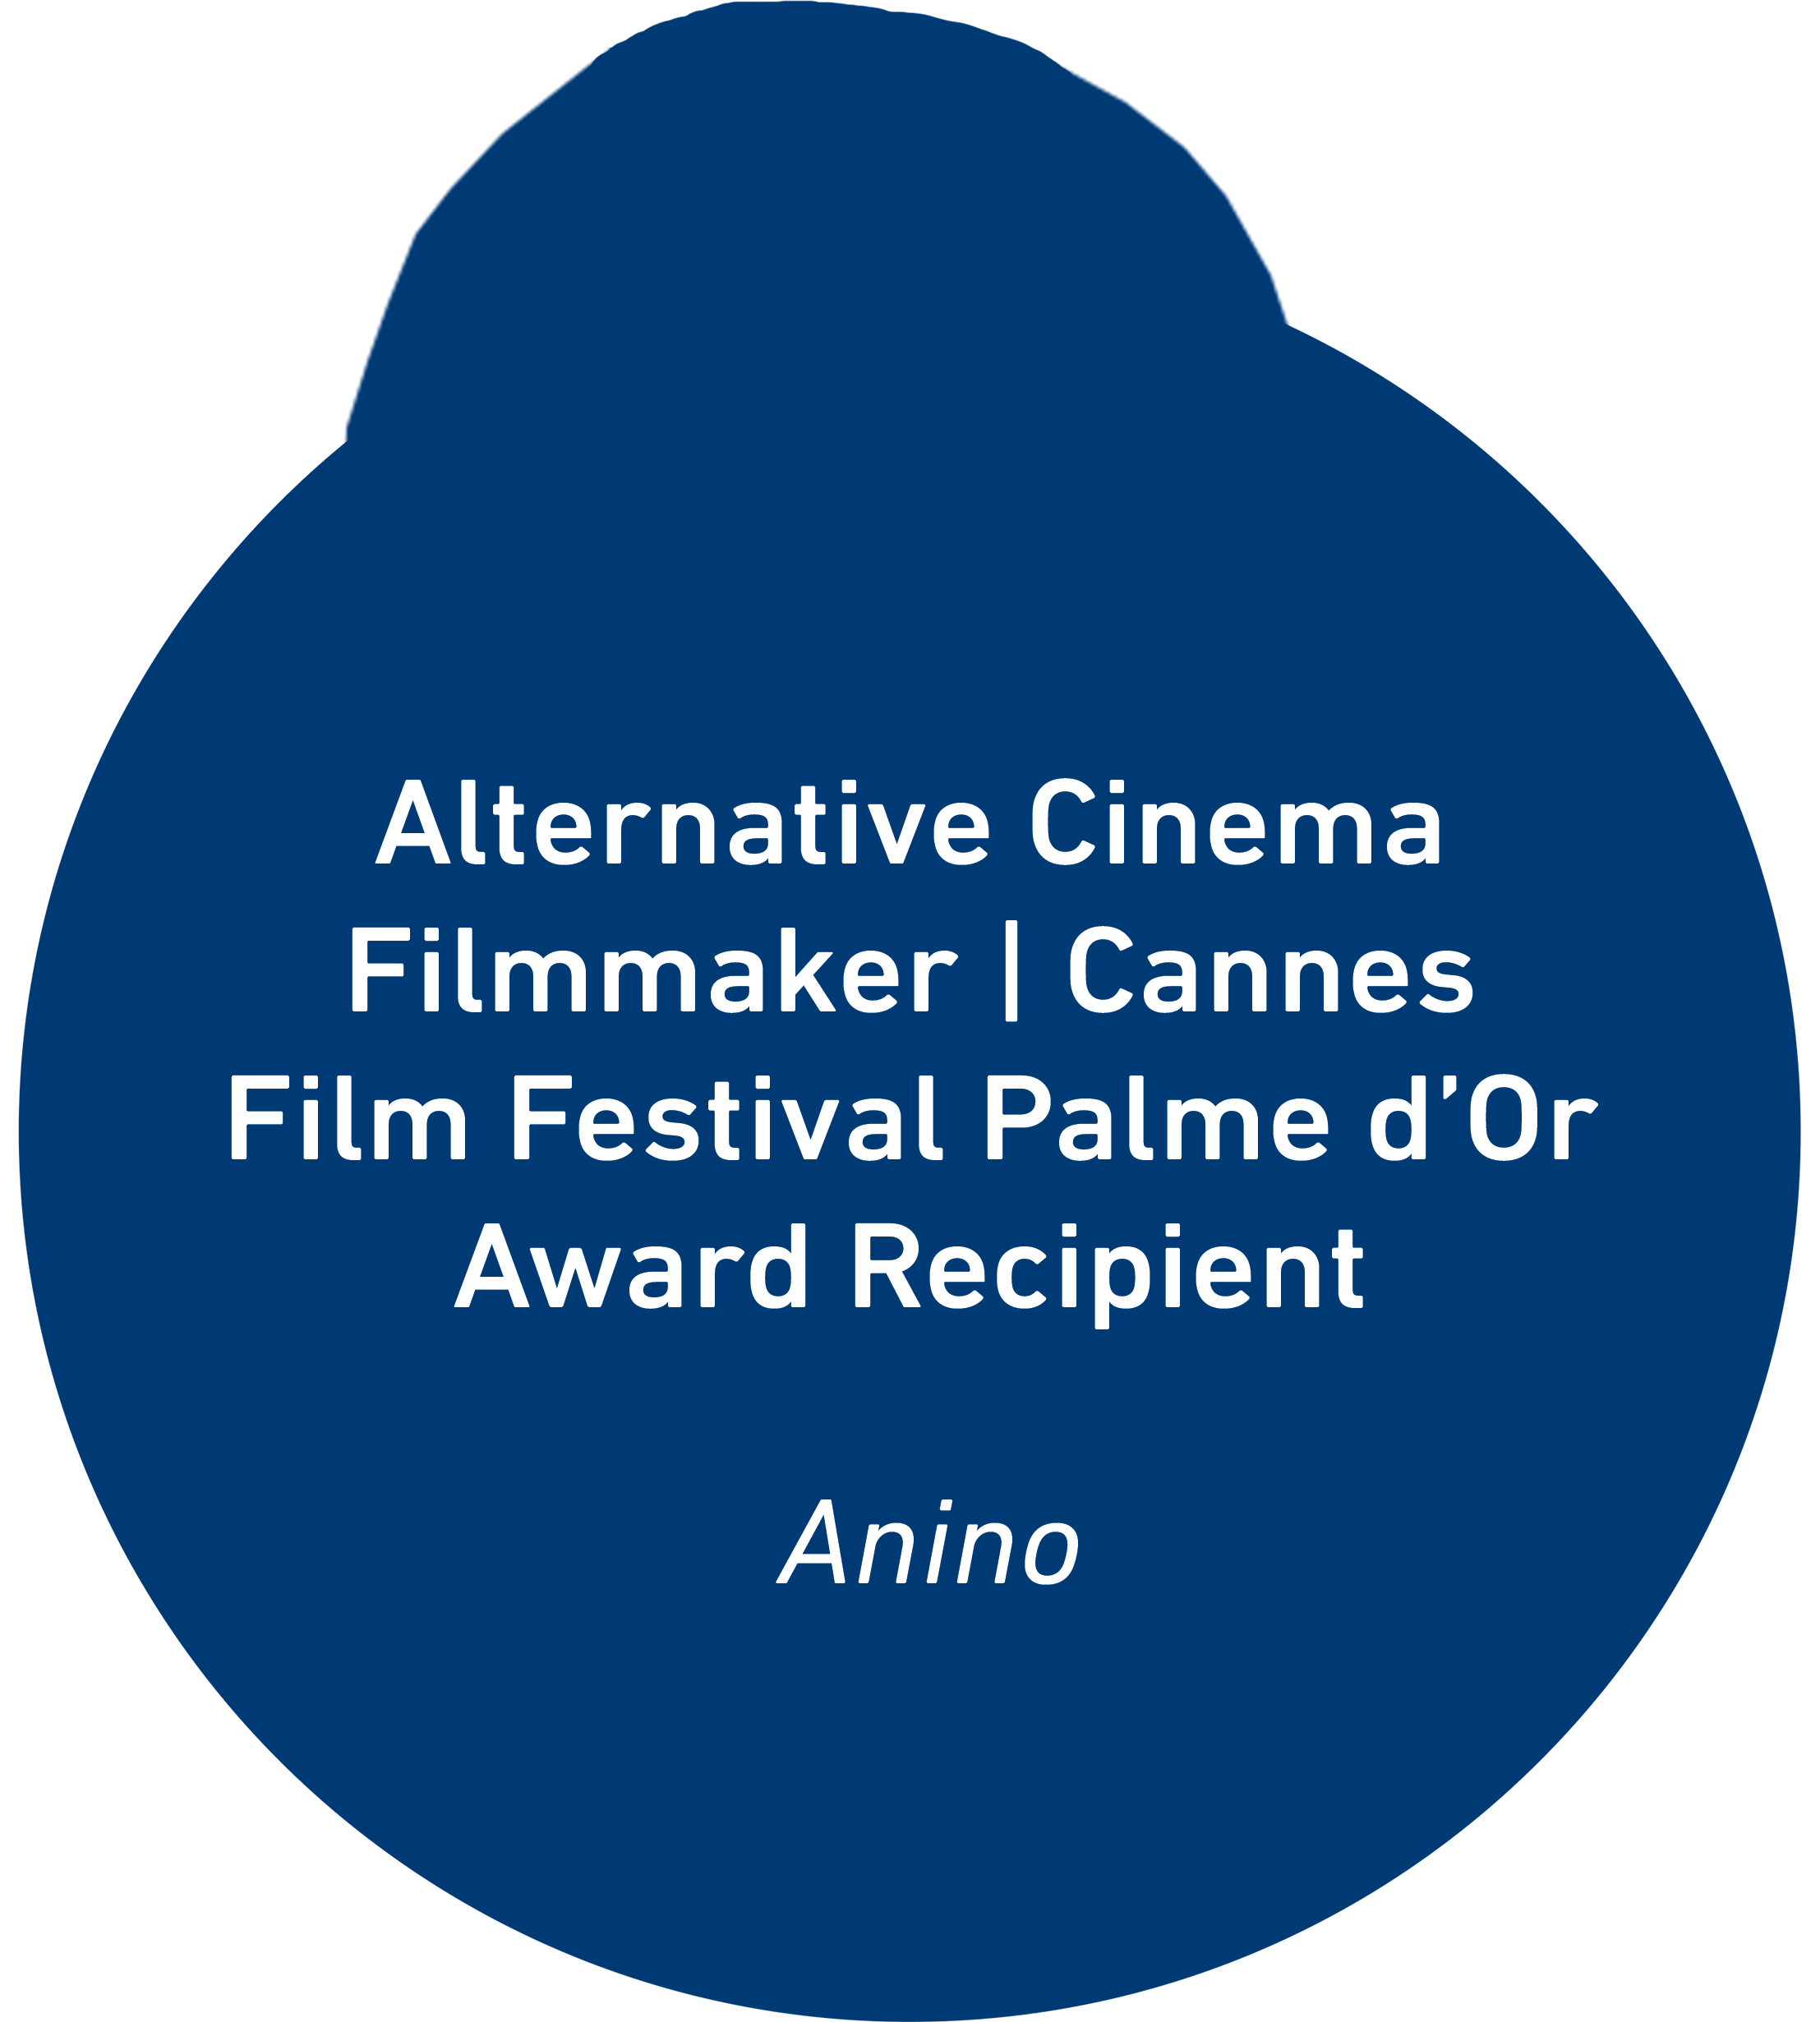 Alternative Cinema
Filmmaker | Cannes
Film Festival Palme d’Or
Award Recipient
Anino